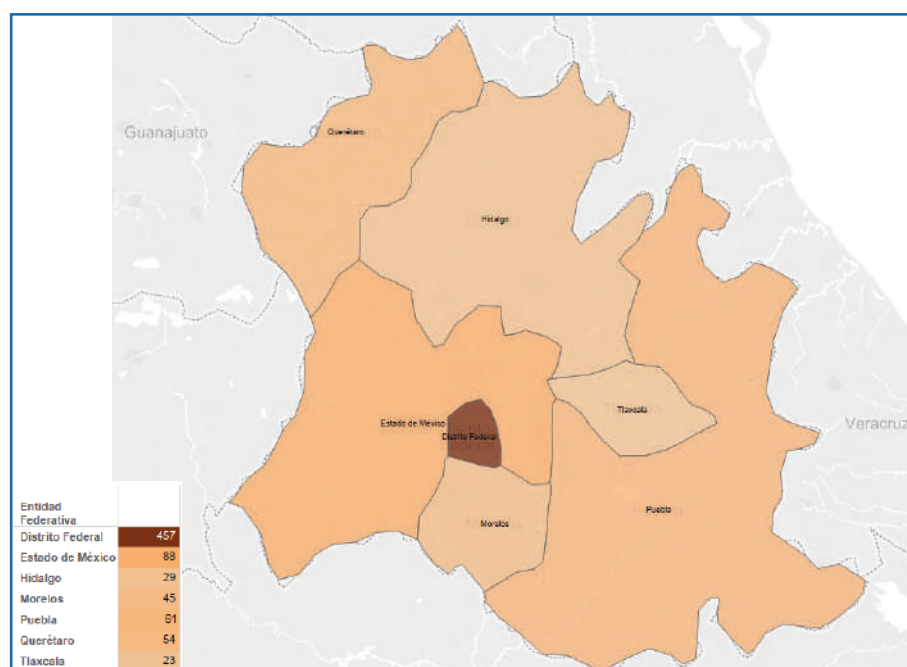 Guanajuato
Querétaro
Hidalgo
Tlaxcala
Estado de México
Distrito Federal
Veracruz
Puebla
Morelos
Entidad
Federativa
Distrito Federal 457
Estado de México 88
Hidalgo 29
Morelos 45
Puebla 61
Querétaro 54
Tlaxcala 23